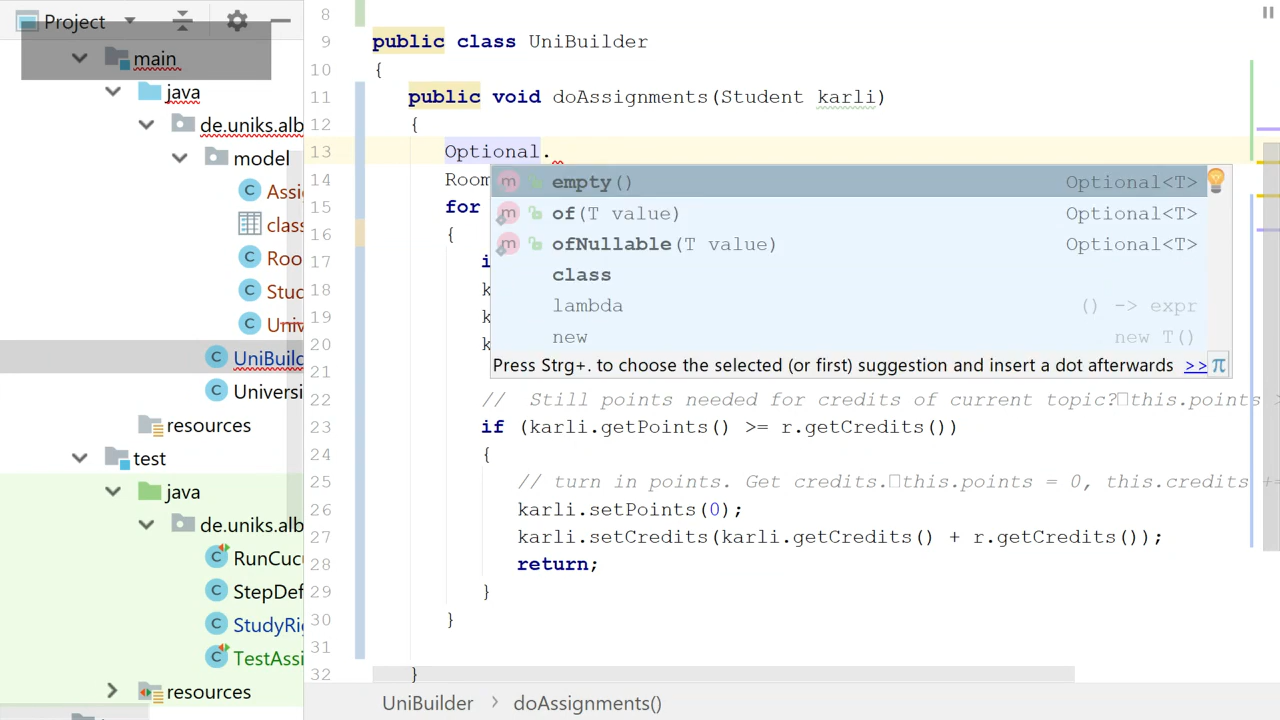 Project
main
java
de.uniks.alb
model
Assi
class
Roo
Stud
Univ
UniBuild
Universi
resources
test
java
de.uniks.alb
RunCucu
StepDef
StudyRig
TestAssi
resources
8
9 public class UniBuilder
10 {
11 public void doAssignments(Student karli)
12 {
13 Optional.
14 Room
15 for
16 {
17 i
18 k
19 k
20 k
21
22 // Still points needed for credits of current topic?□this.points >
23 if (karli.getPoints() >= r.getCredits())
24 {
25 // turn in points. Get credits.□this.points = 0, this.credits +=
26 karli.setPoints(0);
27 karli.setCredits(karli.getCredits() + r.getCredits());
28 return;
29 }
30 }
31
32 }
m empty() Optional<T>
m of(T value) Optional<T>
m ofNullable(T value) Optional<T>
class
lambda () -> expr
new new T()
Press Strg+. to choose the selected (or first) suggestion and insert a dot afterwards >> π
UniBuilder > doAssignments()